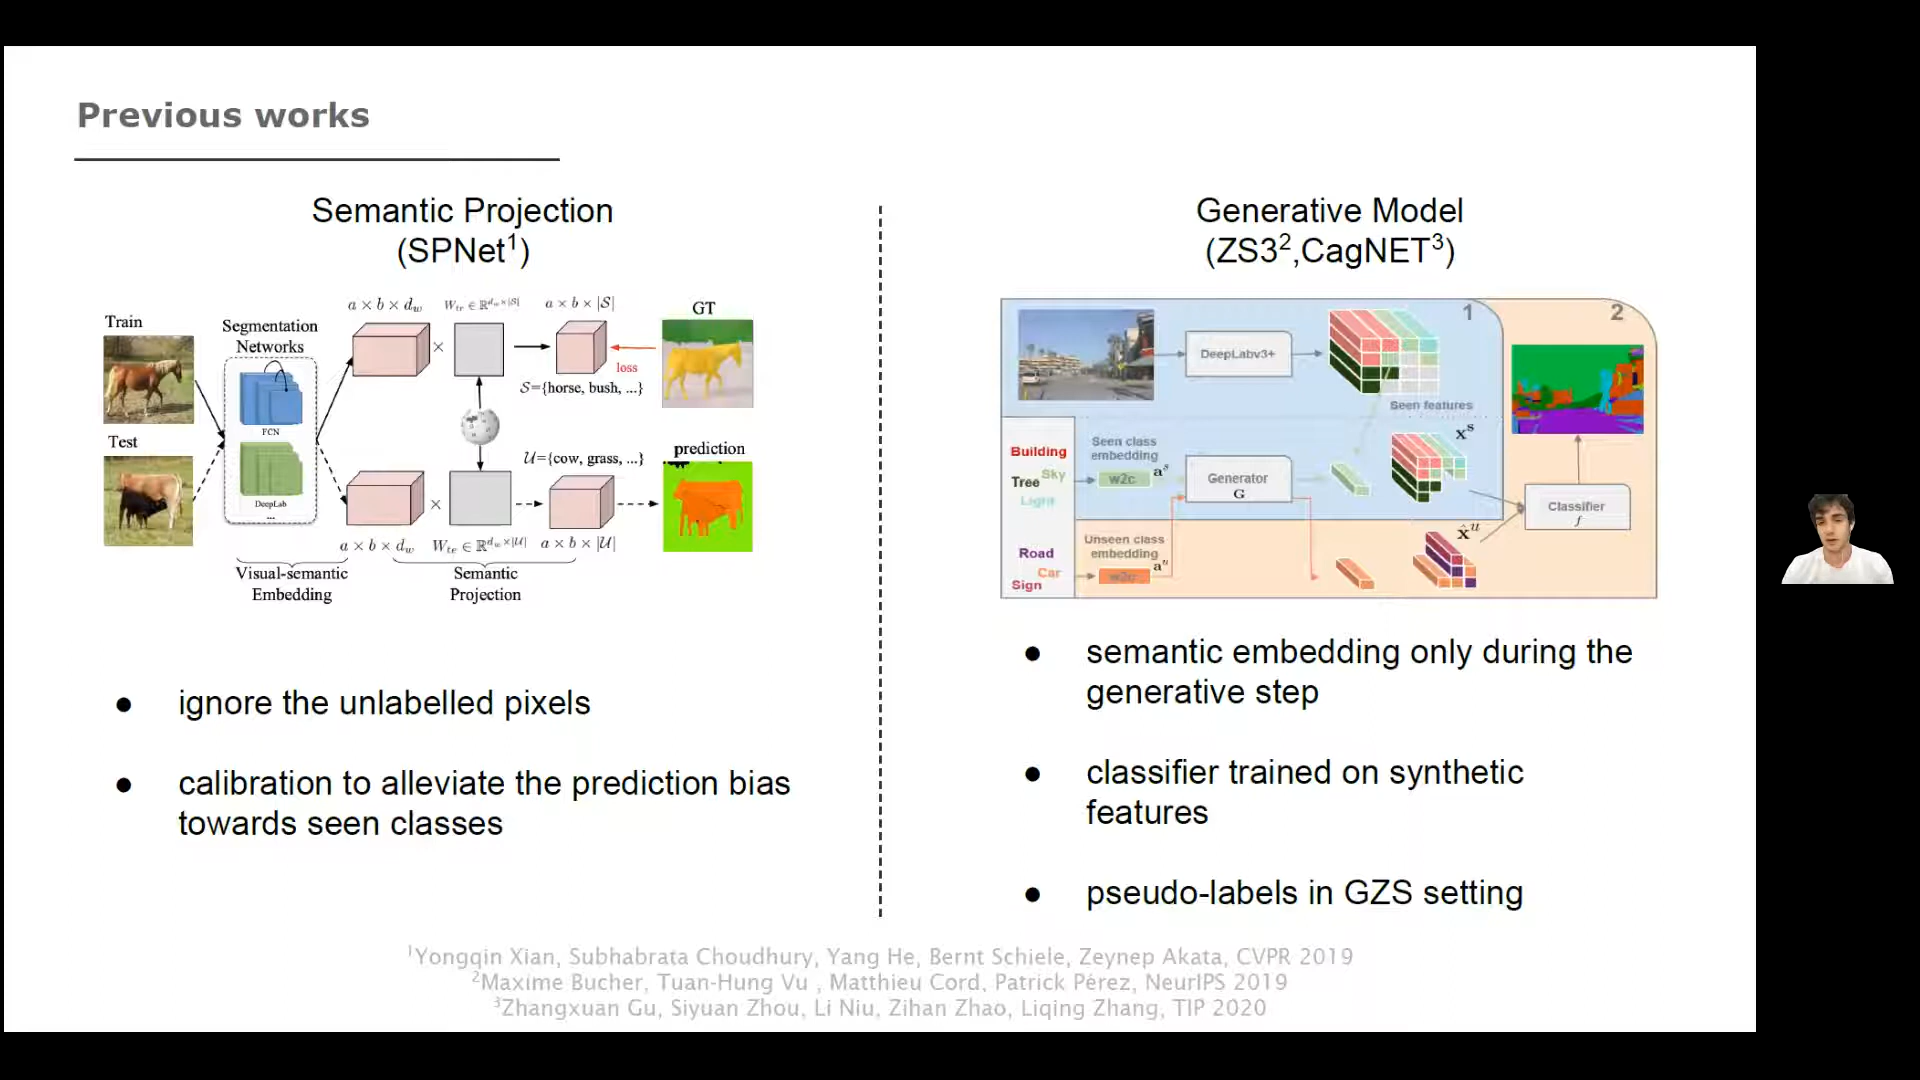 Previous works
Semantic Projection
(SPNet¹)
Train
Test
Segmentation
Networks
FCN
DeepLab
...
a × b × d_w
W_tr ∈ ℝ^{d_w×|S|}
a × b × |S|
GT
×
loss
S={horse, bush, ...}
U={cow, grass, ...}
prediction
×
a × b × d_w
W_te ∈ ℝ^{d_w×|U|}
a × b × |U|
Visual-semantic
Embedding
Semantic
Projection
● ignore the unlabelled pixels
● calibration to alleviate the prediction bias
towards seen classes
Generative Model
(ZS3²,CagNET³)
1
2
DeepLabv3+
Seen features
Building
Tree
Sky
Light
Seen class
embedding
w2c
aˢ
Generator
G
xˢ
Classifier
f
Road
Car
Sign
Unseen class
embedding
w2c
aᵘ
x̂ᵘ
● semantic embedding only during the
generative step
● classifier trained on synthetic
features
● pseudo-labels in GZS setting
¹Yongqin Xian, Subhabrata Choudhury, Yang He, Bernt Schiele, Zeynep Akata, CVPR 2019
²Maxime Bucher, Tuan-Hung Vu , Matthieu Cord, Patrick Pérez, NeurIPS 2019
³Zhangxuan Gu, Siyuan Zhou, Li Niu, Zihan Zhao, Liqing Zhang, TIP 2020